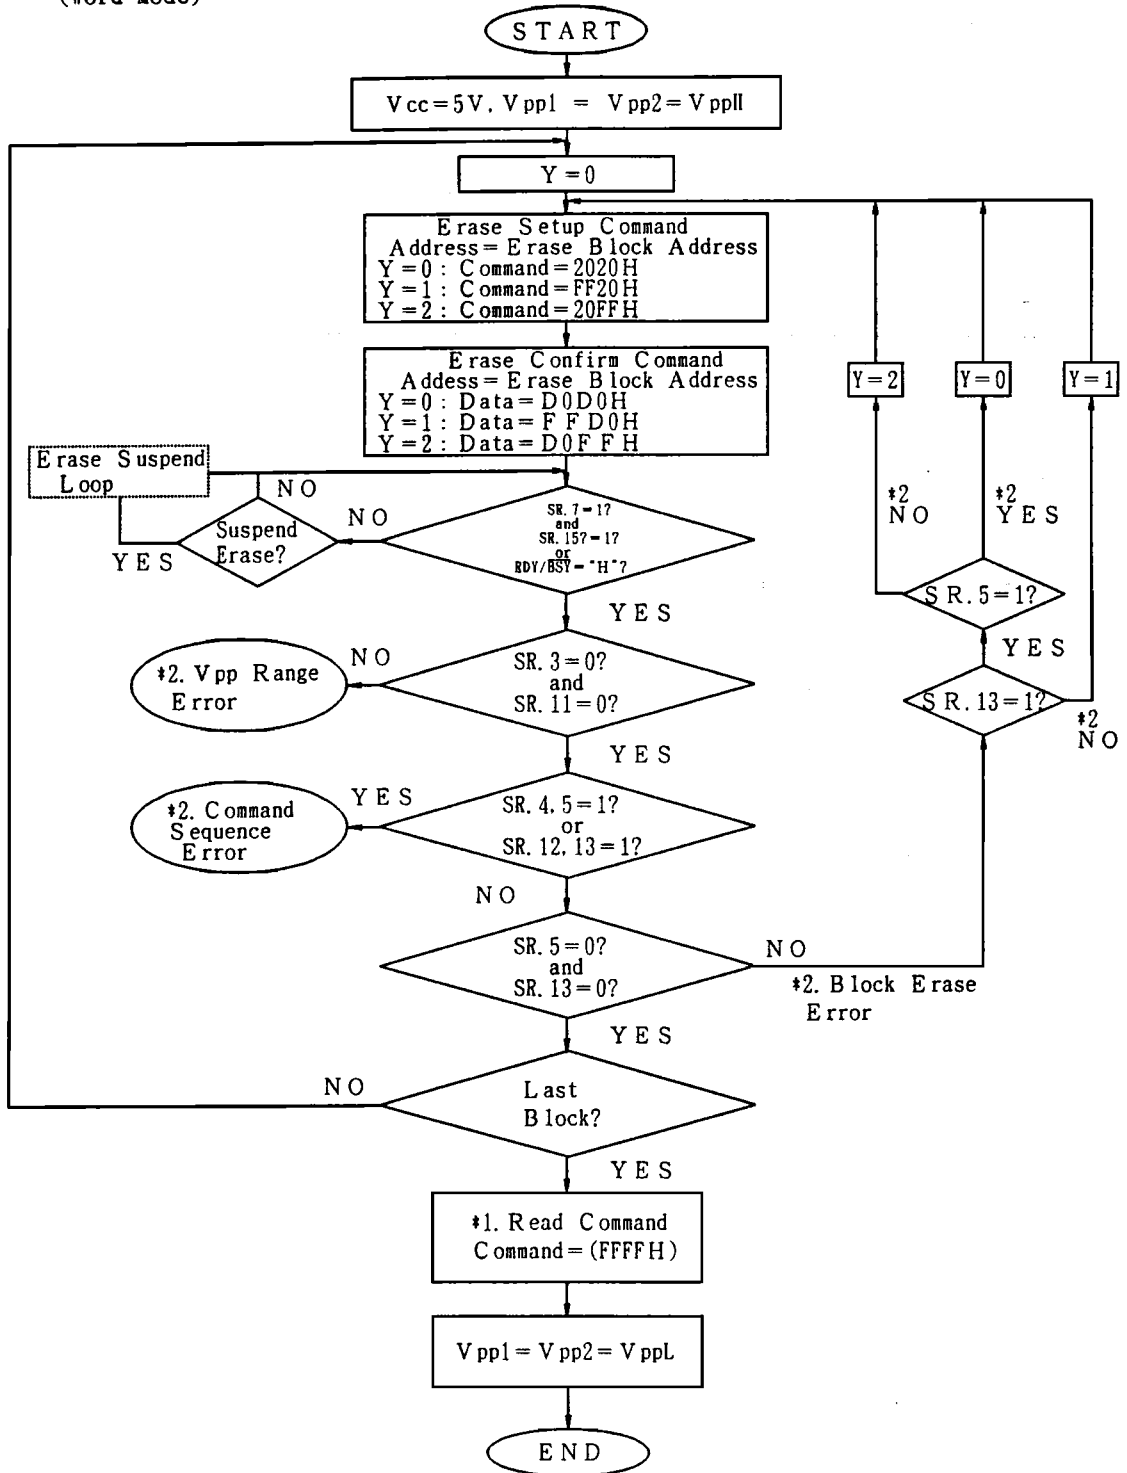 (Word Mode)
START
Vcc=5V, Vpp1 = Vpp2=VppH
Y=0
Erase Setup Command
Address=Erase Block Address
Y=0: Command=2020H
Y=1: Command=FF20H
Y=2: Command=20FFH
Erase Confirm Command
Addess=Erase Block Address
Y=0: Data=D0D0H
Y=1: Data=FFD0H
Y=2: Data=D0FFH
Y=2
Y=0
Y=1
Erase Suspend
Loop
NO
Suspend
Erase?
YES
NO
SR.7=1?
and
SR.15?=1?
or
RDY/BSY="H"?
YES
*2
NO
*2
YES
SR.5=1?
YES
SR.13=1?
*2
NO
*2. Vpp Range
Error
NO
SR.3=0?
and
SR.11=0?
YES
*2. Command
Sequence
Error
YES
SR.4,5=1?
or
SR.12,13=1?
NO
SR.5=0?
and
SR.13=0?
NO
*2. Block Erase
Error
YES
NO
Last
Block?
YES
*1. Read Command
Command=(FFFFH)
Vpp1=Vpp2=VppL
END